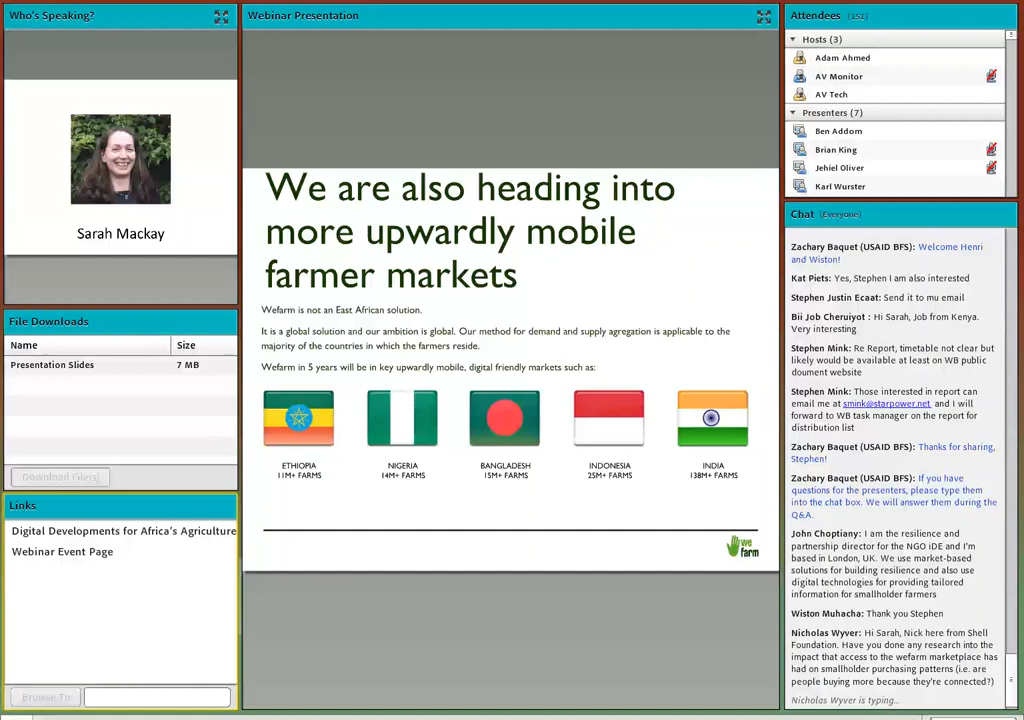 Who's Speaking?
Sarah Mackay
File Downloads
Name Size
Presentation Slides 7 MB
Download File(s)
Links
Digital Developments for Africa's Agriculture
Webinar Event Page
Browse To
Webinar Presentation
We are also heading into
more upwardly mobile
farmer markets
Wefarm is not an East African solution.
It is a global solution and our ambition is global. Our method for demand and supply agregation is applicable to the
majority of the countries in which the farmers reside.
Wefarm in 5 years will be in key upwardly mobile, digital friendly markets such as:
ETHIOPIA
11M+ FARMS
NIGERIA
14M+ FARMS
BANGLADESH
15M+ FARMS
INDONESIA
25M+ FARMS
INDIA
138M+ FARMS
we
farm
Attendees (151)
Hosts (3)
Adam Ahmed
AV Monitor
AV Tech
Presenters (7)
Ben Addom
Brian King
Jehiel Oliver
Karl Wurster
Chat (Everyone)
Zachary Baquet (USAID BFS): Welcome Henri
and Wiston!
Kat Piets: Yes, Stephen I am also interested
Stephen Justin Ecaat: Send it to mu email
Bii Job Cheruiyot : Hi Sarah, Job from Kenya.
Very interesting
Stephen Mink: Re Report, timetable not clear but
likely would be available at least on WB public
doument website
Stephen Mink: Those interested in report can
email me at smink@starpower.net and I will
forward to WB task manager on the report for
distribution list
Zachary Baquet (USAID BFS): Thanks for sharing,
Stephen!
Zachary Baquet (USAID BFS): If you have
questions for the presenters, please type them
into the chat box. We will answer them during the
Q&A.
John Choptiany: I am the resilience and
partnership director for the NGO iDE and I'm
based in London, UK. We use market-based
solutions for building resilience and also use
digital technologies for providing tailored
information for smallholder farmers
Wiston Muhacha: Thank you Stephen
Nicholas Wyver: Hi Sarah, Nick here from Shell
Foundation. Have you done any research into the
impact that access to the wefarm marketplace has
had on smallholder purchasing patterns (i.e. are
people buying more because they're connected?)
Nicholas Wyver is typing...